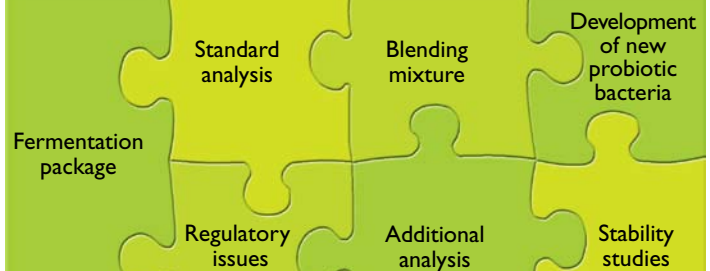 Standard
analysis
Blending
mixture
Development
of new
probiotic
bacteria
Fermentation
package
Regulatory
issues
Additional
analysis
Stability
studies